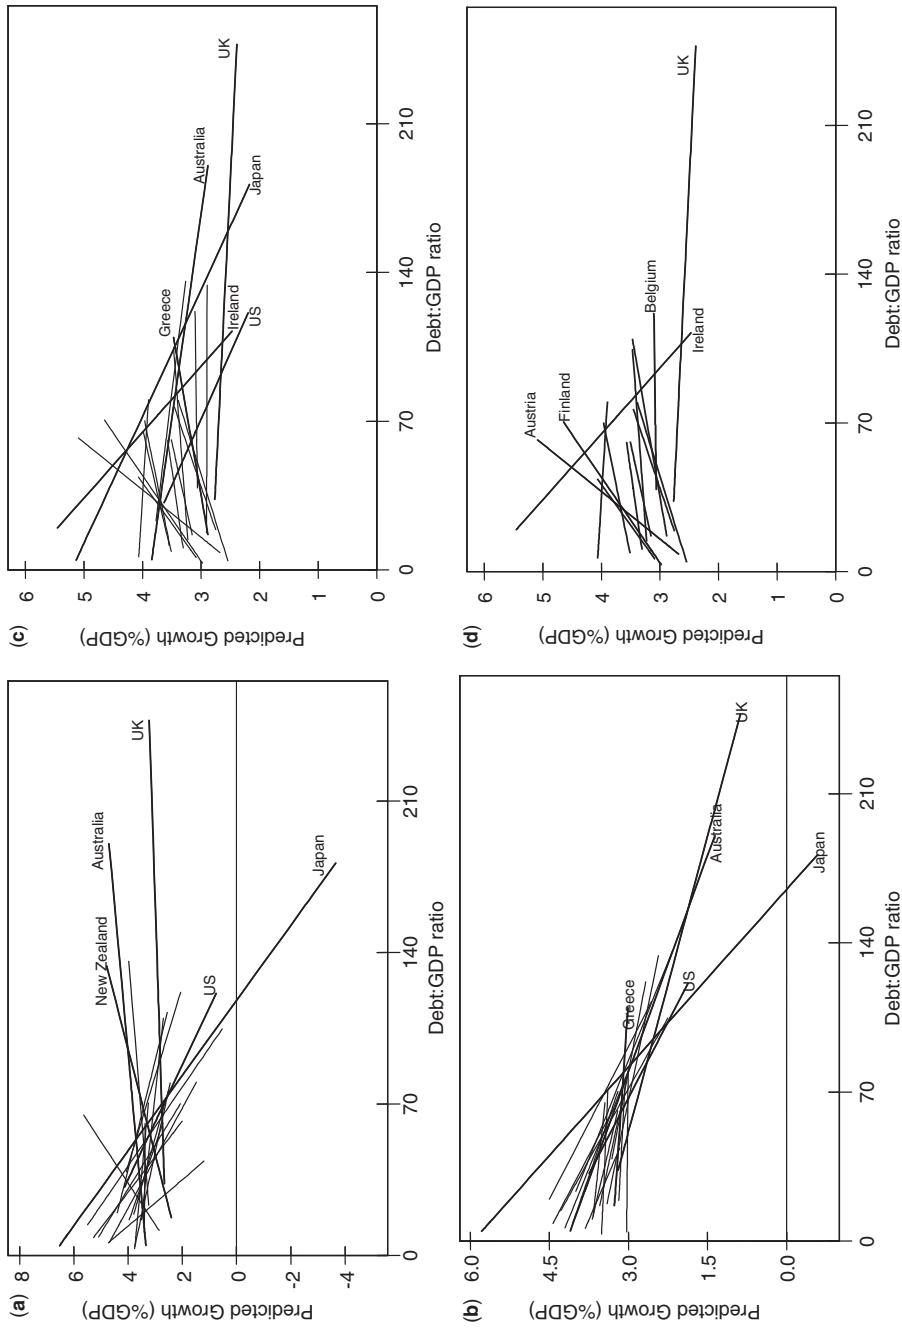 (a)
Predicted Growth (%GDP)
8
6
4
2
0
-2
-4
New Zealand
Australia
UK
US
Japan
0
70
140
210
Debt:GDP ratio
(b)
Predicted Growth (%GDP)
6.0
4.5
3.0
1.5
0.0
Greece
Australia
UK
US
Japan
0
70
140
210
Debt:GDP ratio
(c)
Predicted Growth (%GDP)
6
5
4
3
2
1
0
Greece
Australia
UK
Japan
Ireland
US
0
70
140
210
Debt:GDP ratio
(d)
Predicted Growth (%GDP)
6
5
4
3
2
1
0
Austria
Finland
Belgium
Ireland
UK
0
70
140
210
Debt:GDP ratio